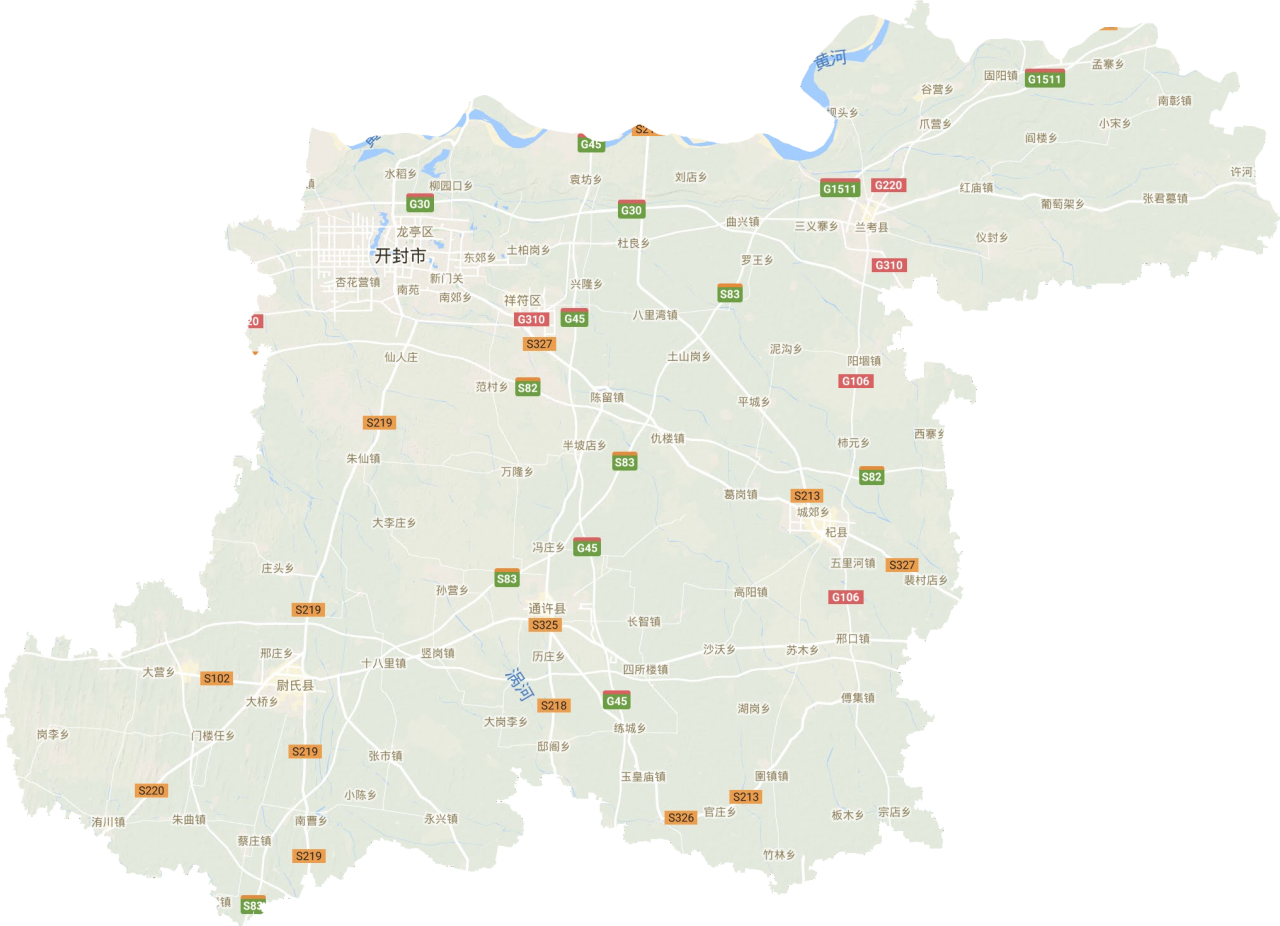 黄河
孟寨乡
固阳镇
G1511
谷营乡
南彰镇
坝头乡
爪营乡
小宋乡
阎楼乡
S21
G45
水稻乡
柳园口乡
袁坊乡
刘店乡
G1511
G220
红庙镇
许河
镇
G30
G30
葡萄架乡
张君墓镇
龙亭区
曲兴镇
三义寨乡
兰考县
仪封乡
开封市
土柏岗乡
杜良乡
东郊乡
罗王乡
G310
杏花营镇
新门关
南苑
南郊乡
祥符区
兴隆乡
S83
20
G310
G45
八里湾镇
S327
仙人庄
土山岗乡
泥沟乡
阳堌镇
范村乡
S82
G106
陈留镇
平城乡
S219
半坡店乡
仇楼镇
柿元乡
西寨乡
朱仙镇
万隆乡
S83
S82
葛岗镇
S213
城郊乡
大李庄乡
杞县
冯庄乡
G45
庄头乡
S83
五里河镇
S327
裴村店乡
孙营乡
高阳镇
G106
S219
通许县
S325
长智镇
邢口镇
邢庄乡
竖岗镇
历庄乡
沙沃乡
苏木乡
十八里镇
四所楼镇
大营乡
S102
尉氏县
涡河
大桥乡
S218
G45
湖岗乡
傅集镇
岗李乡
门楼任乡
大岗李乡
练城乡
S219
张市镇
邸阁乡
玉皇庙镇
圉镇镇
S220
小陈乡
S213
洧川镇
朱曲镇
南曹乡
永兴镇
S326
官庄乡
板木乡
宗店乡
蔡庄镇
S219
竹林乡
镇
S83